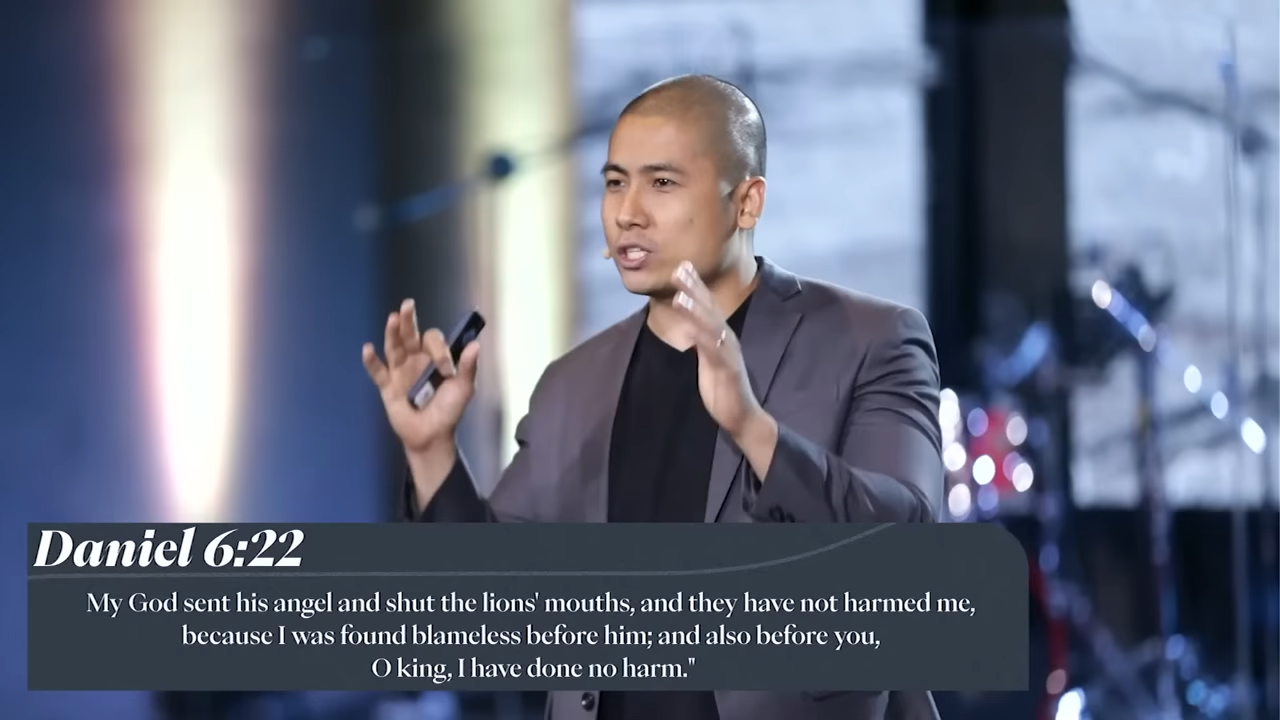 Daniel 6:22
My God sent his angel and shut the lions' mouths, and they have not harmed me,
because I was found blameless before him; and also before you,
O king, I have done no harm."